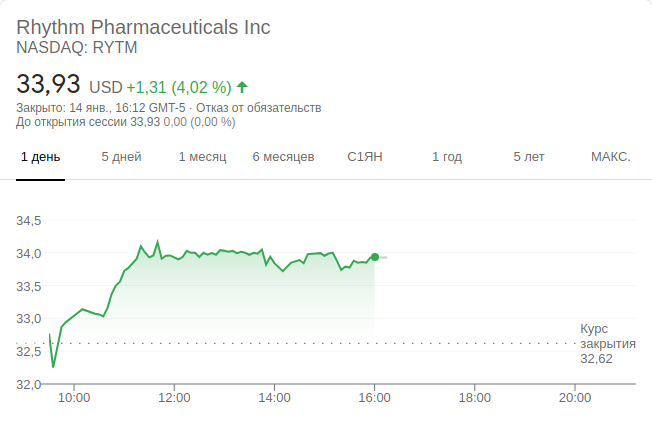 Rhythm Pharmaceuticals Inc
NASDAQ: RYTM
33,93 USD +1,31 (4,02 %)
Закрыто: 14 янв., 16:12 GMT-5 · Отказ от обязательств
До открытия сессии 33,93 0,00 (0,00 %)
1 день 5 дней 1 месяц 6 месяцев С1ЯН 1 год 5 лет МАКС.
34,5
34,0
33,5
33,0
32,5
32,0
Курс
закрытия
32,62
10:00 12:00 14:00 16:00 18:00 20:00